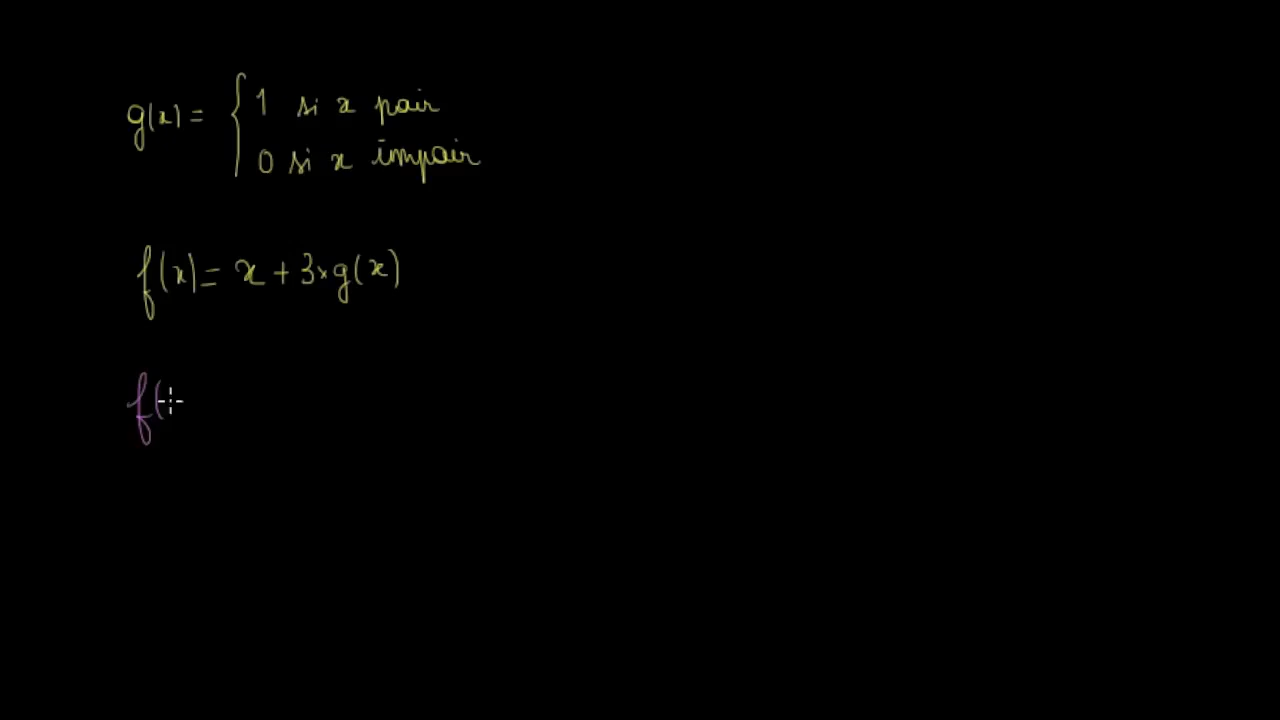 g(x) = { 1 si x pair
0 si x impair
f(x) = x + 3×g(x)
f(